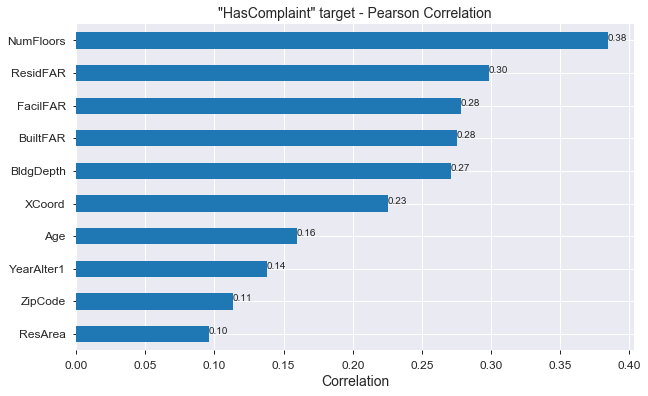 "HasComplaint" target - Pearson Correlation
NumFloors 0.38
ResidFAR 0.30
FacilFAR 0.28
BuiltFAR 0.28
BldgDepth 0.27
XCoord 0.23
Age 0.16
YearAlter1 0.14
ZipCode 0.11
ResArea 0.10
0.00 0.05 0.10 0.15 0.20 0.25 0.30 0.35 0.40
Correlation